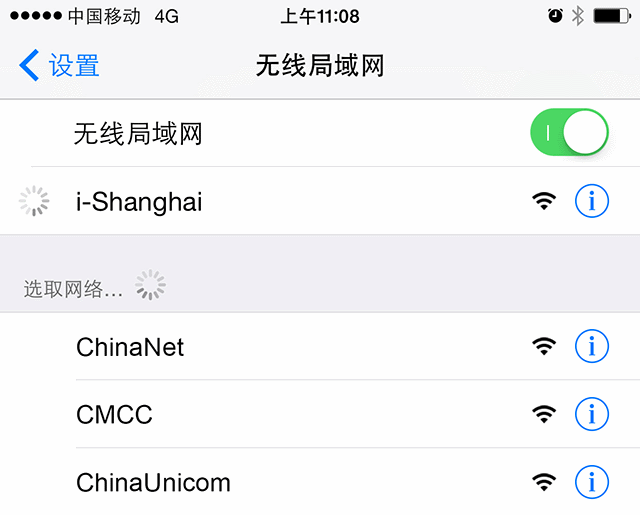 中国移动 4G 上午11:08
设置 无线局域网
无线局域网
i-Shanghai
选取网络...
ChinaNet
CMCC
ChinaUnicom